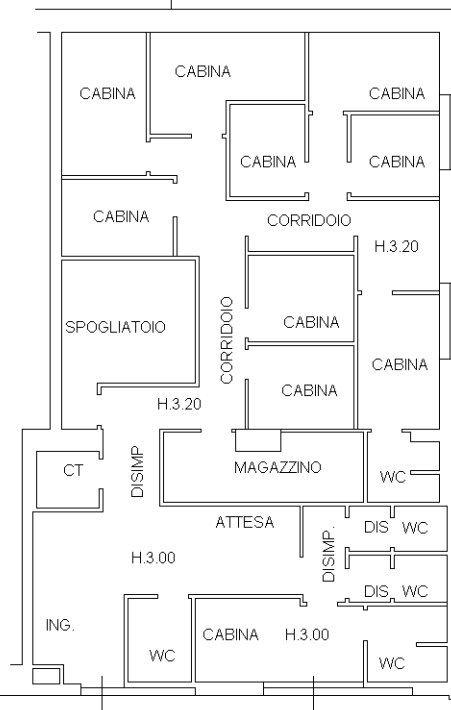 CABINA
CABINA
CABINA
CABINA
CABINA
CABINA
CORRIDOIO
H.3.20
SPOGLIATOIO
CORRIDOIO
CABINA
CABINA
CABINA
H.3.20
DISIMP
CT
MAGAZZINO
WC
ATTESA
DISIMP.
DIS
WC
H.3.00
DIS
WC
ING.
WC
CABINA
H.3.00
WC